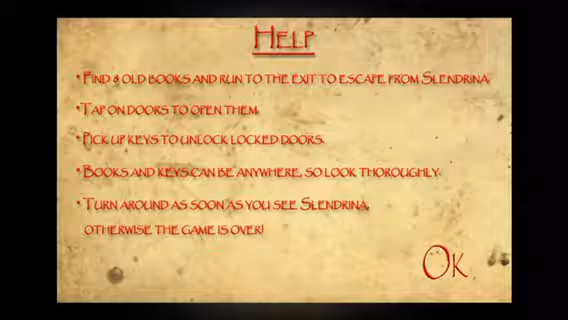 Help
• Find 8 old books and run to the exit to escape from Slendrina.
• Tap on doors to open them.
• Pick up keys to unlock locked doors.
• Books and keys can be anywhere, so look thoroughly.
• Turn around as soon as you see Slendrina,
otherwise the game is over!
Ok